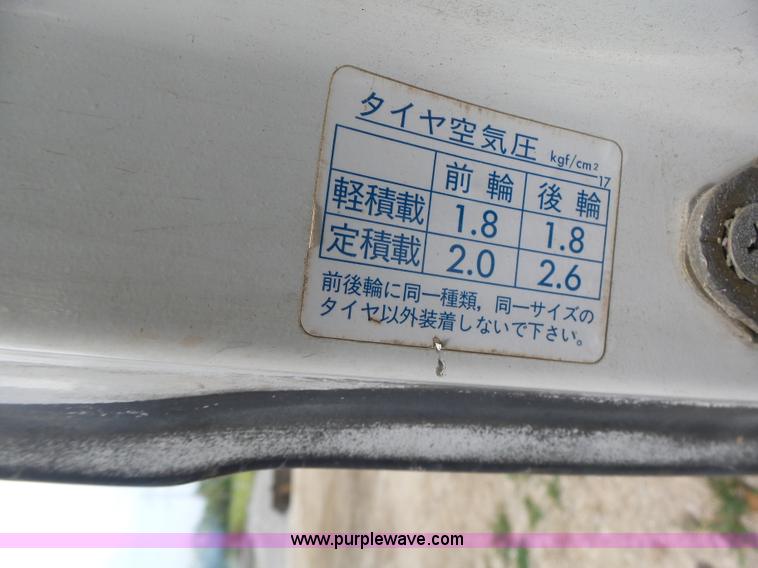 タイヤ空気圧 kgf/cm²
17
前輪 後輪
軽積載 1.8 1.8
定積載 2.0 2.6
前後輪に同一種類，同一サイズの
タイヤ以外装着しないで下さい。
www.purplewave.com